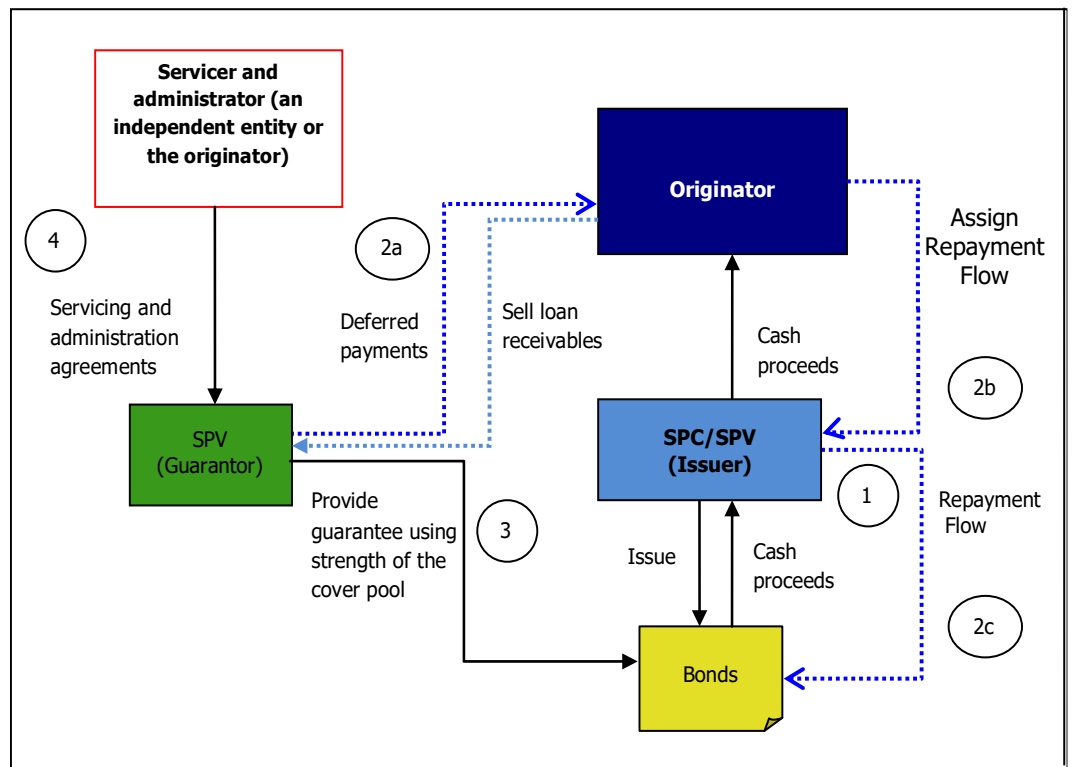 Servicer and
administrator (an
independent entity or
the originator)
Originator
4
2a
Assign
Repayment
Flow
Servicing and
administration
agreements
Deferred
payments
Sell loan
receivables
Cash
proceeds
2b
SPV
(Guarantor)
SPC/SPV
(Issuer)
1
Provide
guarantee using
strength of the
cover pool
3
Issue
Cash
proceeds
Repayment
Flow
2c
Bonds